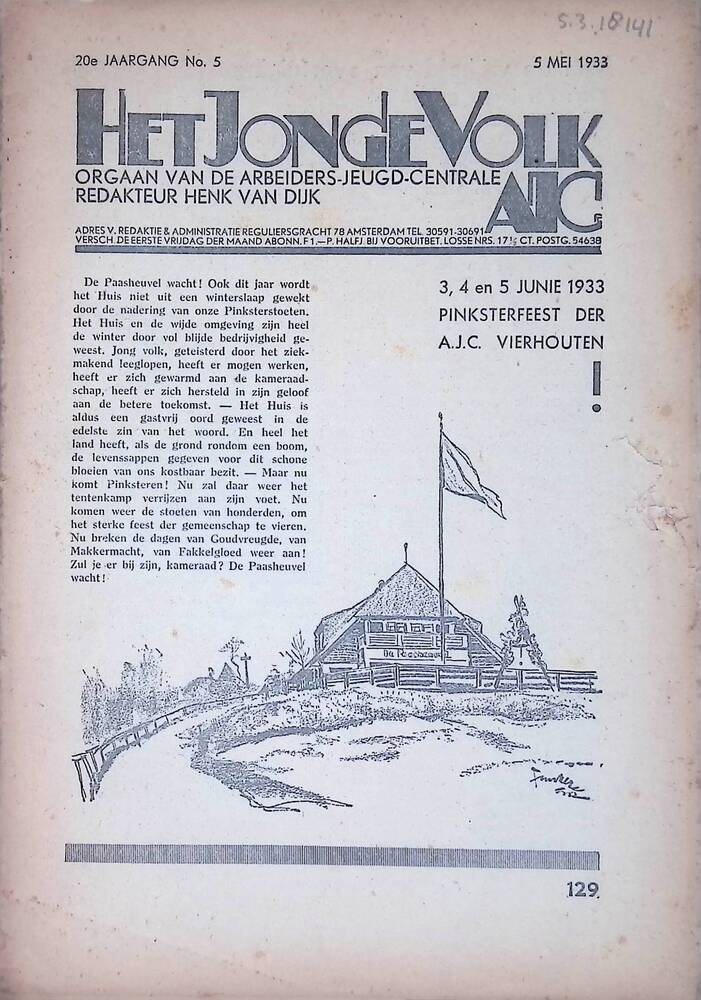 S.3.18141
20e JAARGANG No. 5
5 MEI 1933
HET JONGE VOLK
ORGAAN VAN DE ARBEIDERS-JEUGD-CENTRALE
AJC
REDAKTEUR HENK VAN DIJK
ADRES V. REDAKTIE & ADMINISTRATIE REGULIERSGRACHT 78 AMSTERDAM TEL. 30591-30691
VERSCH. DE EERSTE VRIJDAG DER MAAND ABONN. F 1.— P. HALFJ. BIJ VOORUITBET. LOSSE NRS. 17½ CT. POSTG. 54638
De Paasheuvel wacht! Ook dit jaar wordt
het Huis niet uit een winterslaap gewekt
door de nadering van onze Pinksterstoeten.
Het Huis en de wijde omgeving zijn heel
de winter door vol blijde bedrijvigheid ge-
weest. Jong volk, geteisterd door het ziek-
makend leeglopen, heeft er mogen werken,
heeft er zich gewarmd aan de kameraad-
schap, heeft er zich hersteld in zijn geloof
aan de betere toekomst. — Het Huis is
aldus een gastvrij oord geweest in de
edelste zin van het woord. En heel het
land heeft, als de grond rondom een boom,
de levenssappen gegeven voor dit schone
bloeien van ons kostbaar bezit. — Maar nu
komt Pinksteren! Nu zal daar weer het
tentenkamp verrijzen aan zijn voet. Nu
komen weer de stoeten van honderden, om
het sterke feest der gemeenschap te vieren.
Nu breken de dagen van Goudvreugde, van
Makkermacht, van Fakkelgloed weer aan!
Zul je er bij zijn, kameraad? De Paasheuvel
wacht!
3, 4 en 5 JUNIE 1933
PINKSTERFEEST DER
A.J.C. VIERHOUTEN
!
De Paasheuvel
129